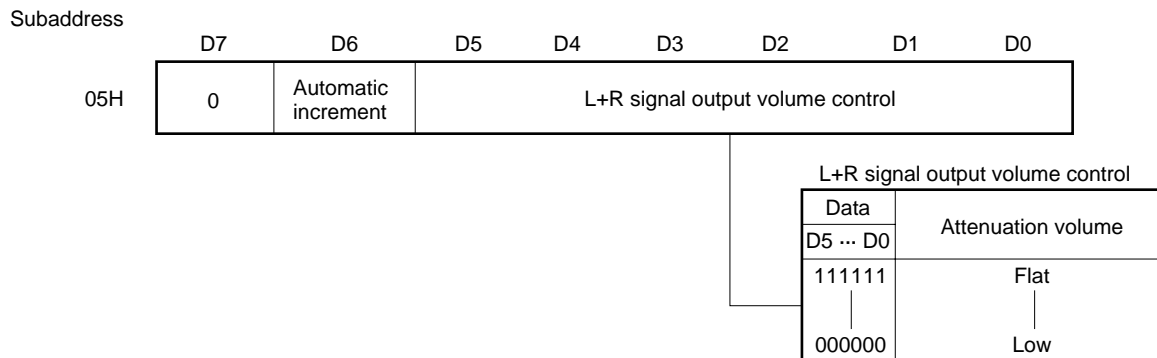 Subaddress
D7 D6 D5 D4 D3 D2 D1 D0
05H 0 Automatic increment L+R signal output volume control
L+R signal output volume control
Data Attenuation volume
D5 ··· D0
111111 Flat
000000 Low